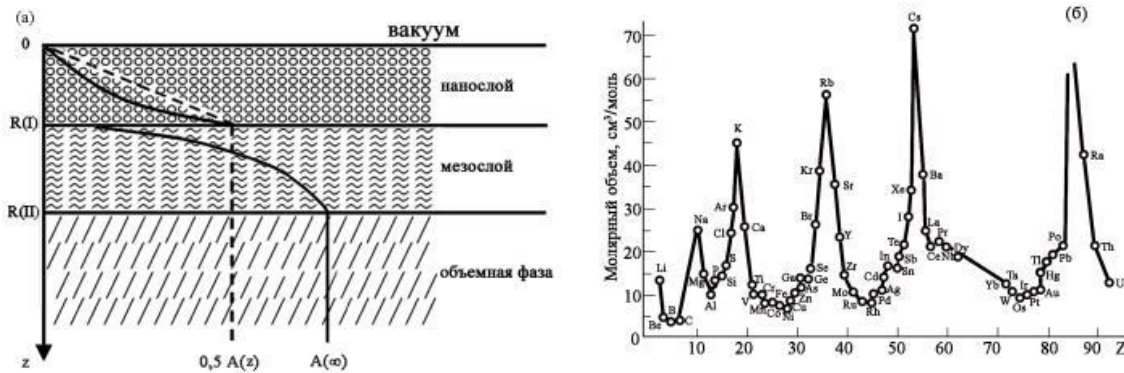 (а)
вакуум
0
нанослой
R(I)
мезослой
R(II)
объемная фаза
z
0,5 A(z)
A(∞)
(б)
Молярный объем, см³/моль
70
60
50
40
30
20
10
0
10
20
30
40
50
60
70
80
90
Z
Li
Be
B
C
Na
Mg
Al
P
Si
S
Cl
Ar
K
Ca
Ti
V
Cr
Mn
Fe
Co
Ni
Cu
Zn
Ga
As
Ge
Se
Br
Kr
Rb
Sr
Y
Zr
Mo
Ru
Rh
Pd
Ag
Cd
In
Sn
Sb
Te
I
Xe
Cs
Ba
La
Ce
Pr
Nb
Dy
Yb
Ta
W
Os
Ir
Pt
Au
Hg
Tl
Pb
Po
Ra
Th
U